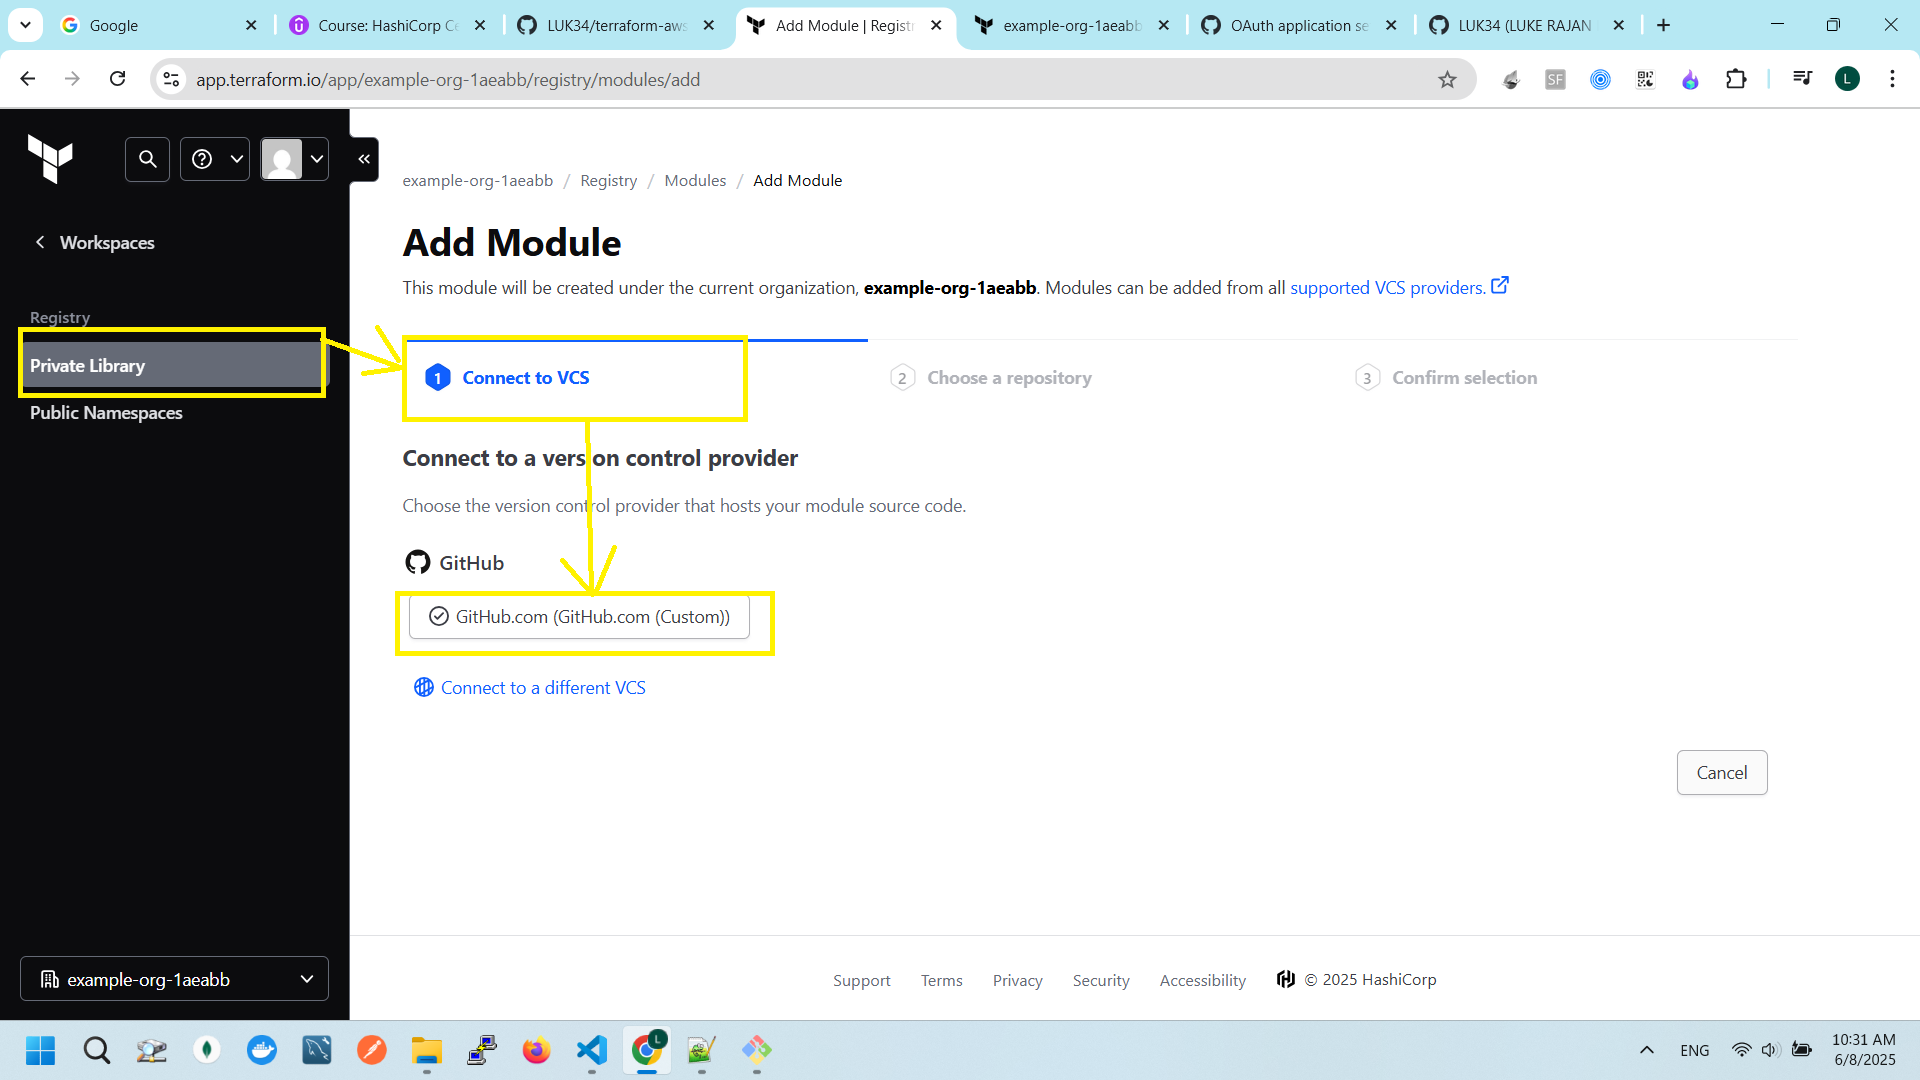 Google
Course: HashiCorp Ce
LUK34/terraform-aws
Add Module | Registr
example-org-1aeabb
OAuth application se
LUK34 (LUKE RAJAN
app.terraform.io/app/example-org-1aeabb/registry/modules/add
SF
L
example-org-1aeabb / Registry / Modules / Add Module
Workspaces
Add Module
This module will be created under the current organization, example-org-1aeabb. Modules can be added from all supported VCS providers.
Registry
Private Library
Public Namespaces
1 Connect to VCS
2 Choose a repository
3 Confirm selection
Connect to a version control provider
Choose the version control provider that hosts your module source code.
GitHub
GitHub.com (GitHub.com (Custom))
Connect to a different VCS
Cancel
example-org-1aeabb
Support
Terms
Privacy
Security
Accessibility
© 2025 HashiCorp
L
ENG
10:31 AM
6/8/2025